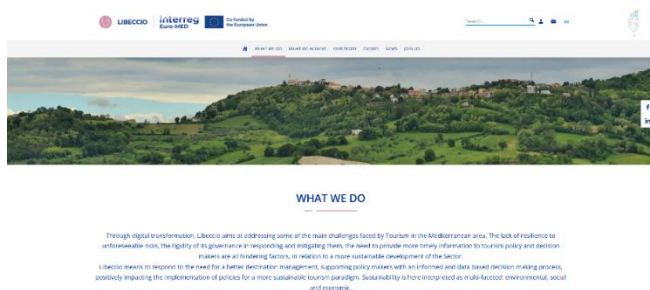 LIBECCIO
Interreg
Euro-MED
Co-funded by
the European Union
Search...
WHAT WE DO WHAT WE ACHIEVE OUR STORY EVENTS NEWS JOIN US
f
in
WHAT WE DO
Through digital transformation, Libeccio aims at addressing some of the main challenges faced by Tourism in the Mediterranean area. The lack of resilience to
unforeseeable risks, the rigidity of its governance in responding and mitigating them, the need to provide more timely information to tourism policy and decision
makers are all hindering factors, in relation to a more sustainable development of the Sector.
Libeccio means to respond to the need for a better destination management, supporting policy makers with an informed and data-based decision making process,
positively impacting the implementation of policies for a more sustainable tourism paradigm. Sustainability is here interpreted as multi-faceted: environmental, social
and economic.